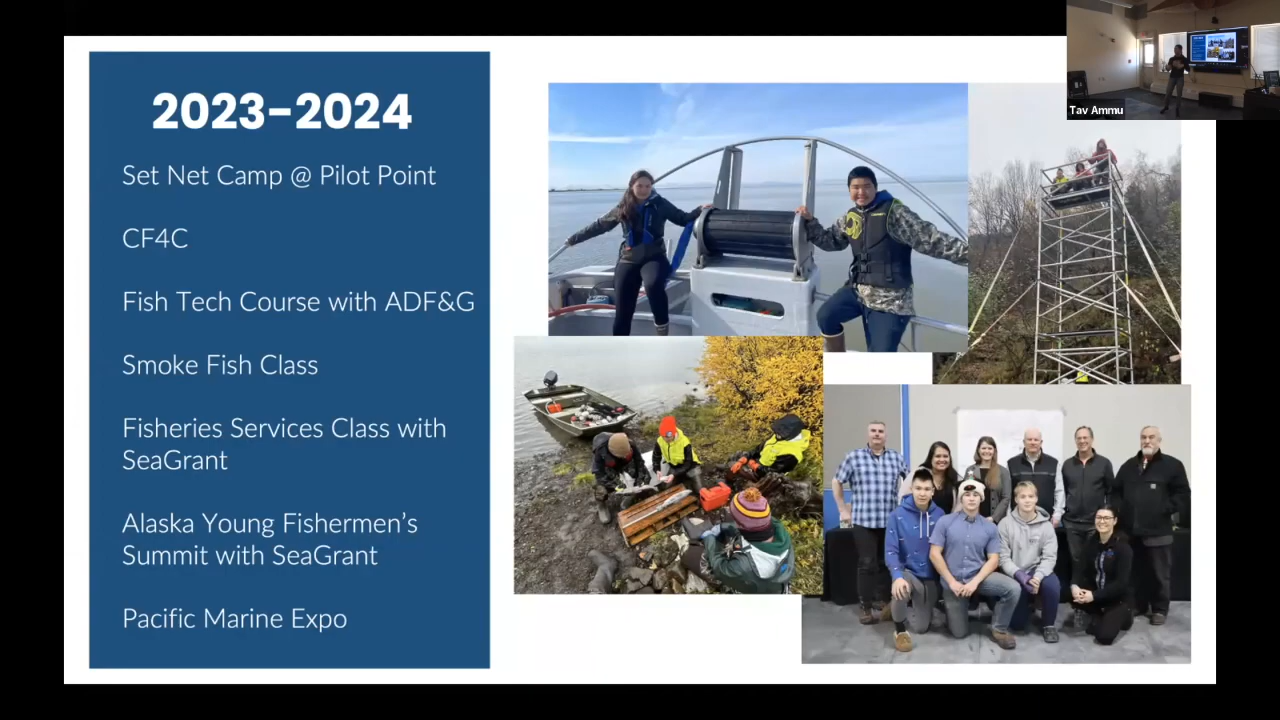 2023-2024
Set Net Camp @ Pilot Point
CF4C
Fish Tech Course with ADF&G
Smoke Fish Class
Fisheries Services Class with
SeaGrant
Alaska Young Fishermen's
Summit with SeaGrant
Pacific Marine Expo
Tav Ammu